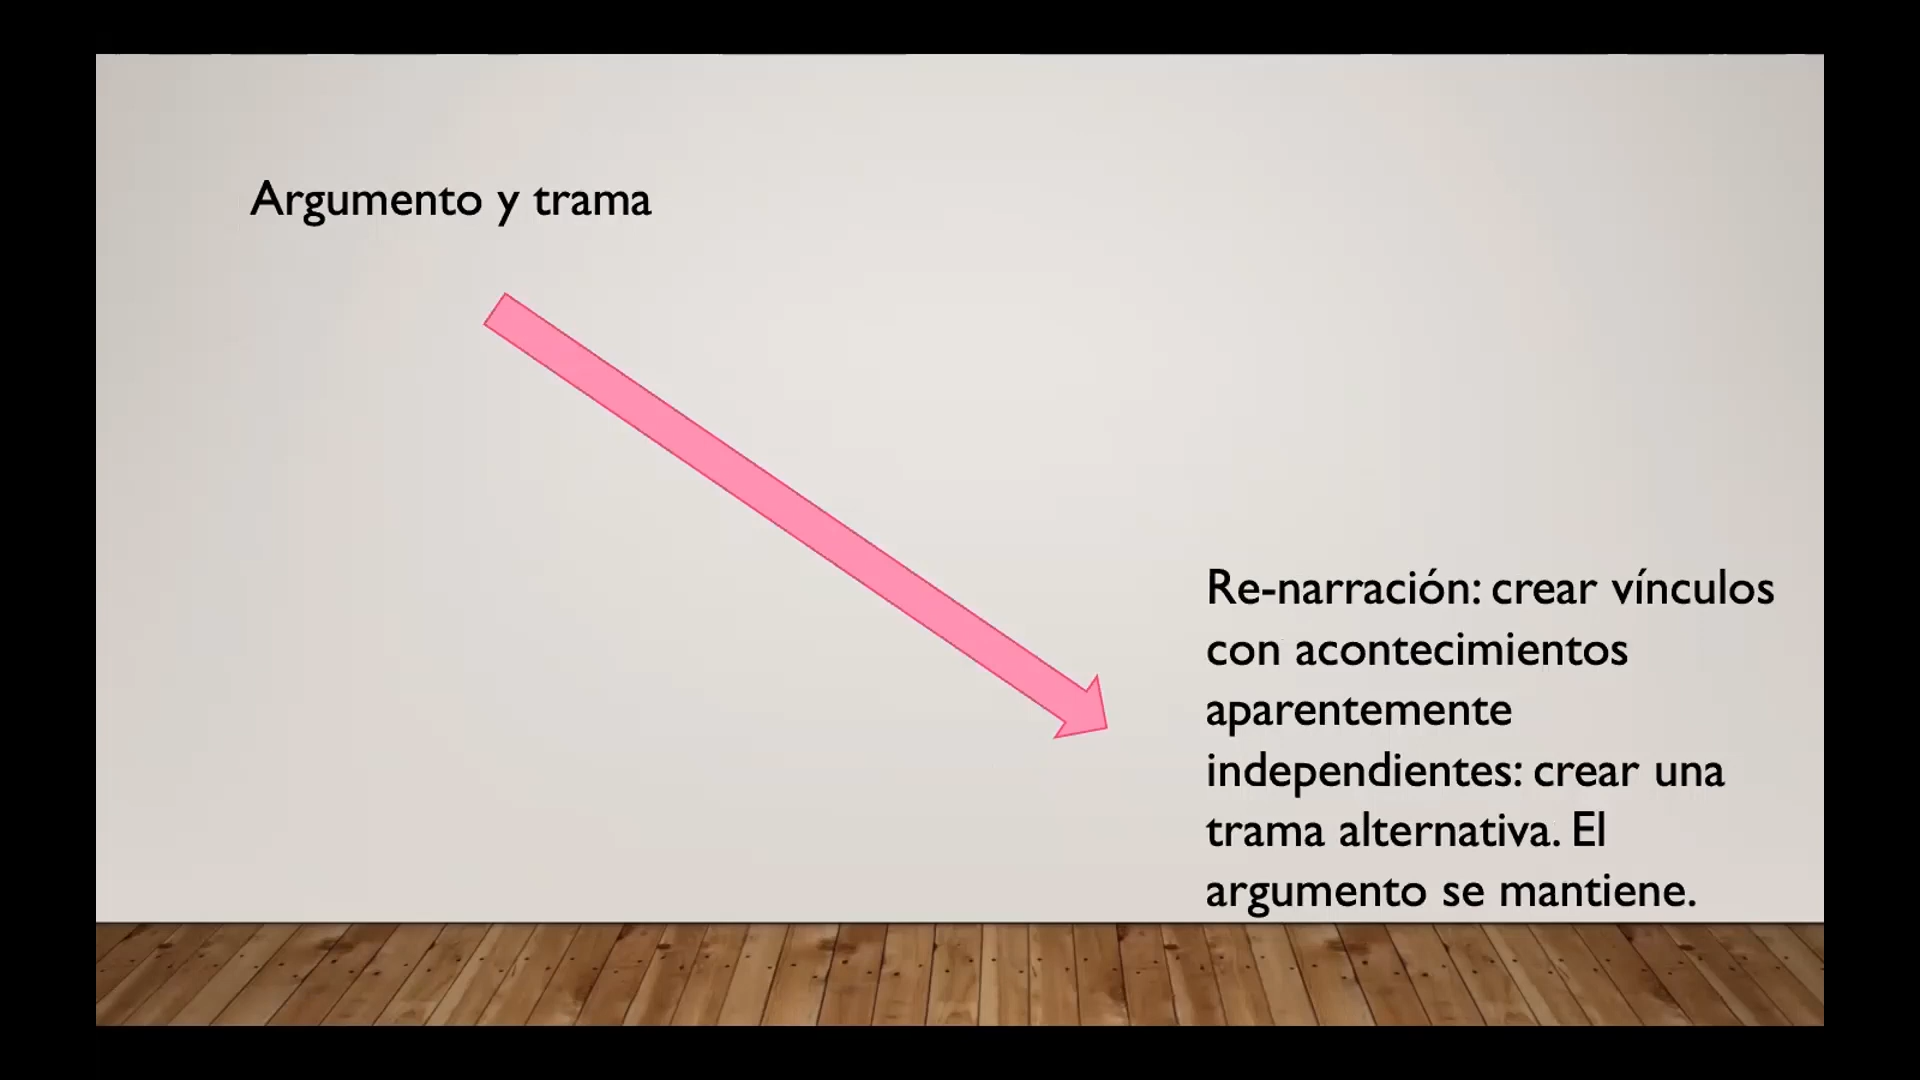 Argumento y trama
Re-narración: crear vínculos
con acontecimientos
aparentemente
independientes: crear una
trama alternativa. El
argumento se mantiene.